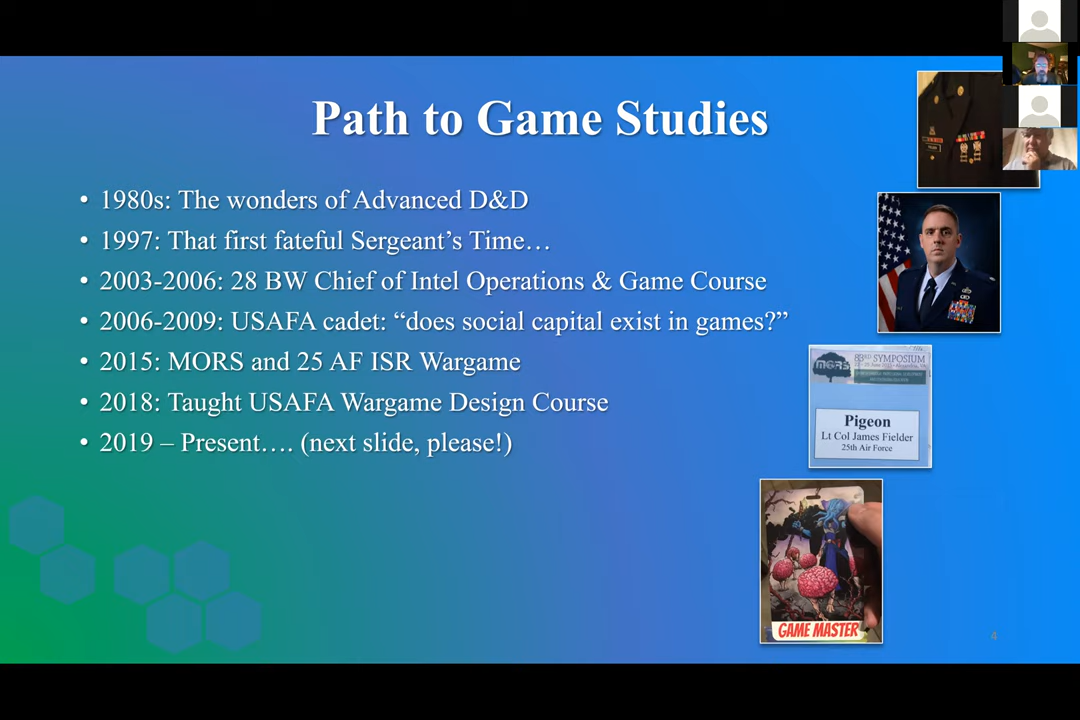 Path to Game Studies
• 1980s: The wonders of Advanced D&D
• 1997: That first fateful Sergeant’s Time…
• 2003-2006: 28 BW Chief of Intel Operations & Game Course
• 2006-2009: USAFA cadet: “does social capital exist in games?”
• 2015: MORS and 25 AF ISR Wargame
• 2018: Taught USAFA Wargame Design Course
• 2019 – Present…. (next slide, please!)
MORS
83RD SYMPOSIUM
Pigeon
Lt Col James Fielder
25th Air Force
GAME MASTER
4